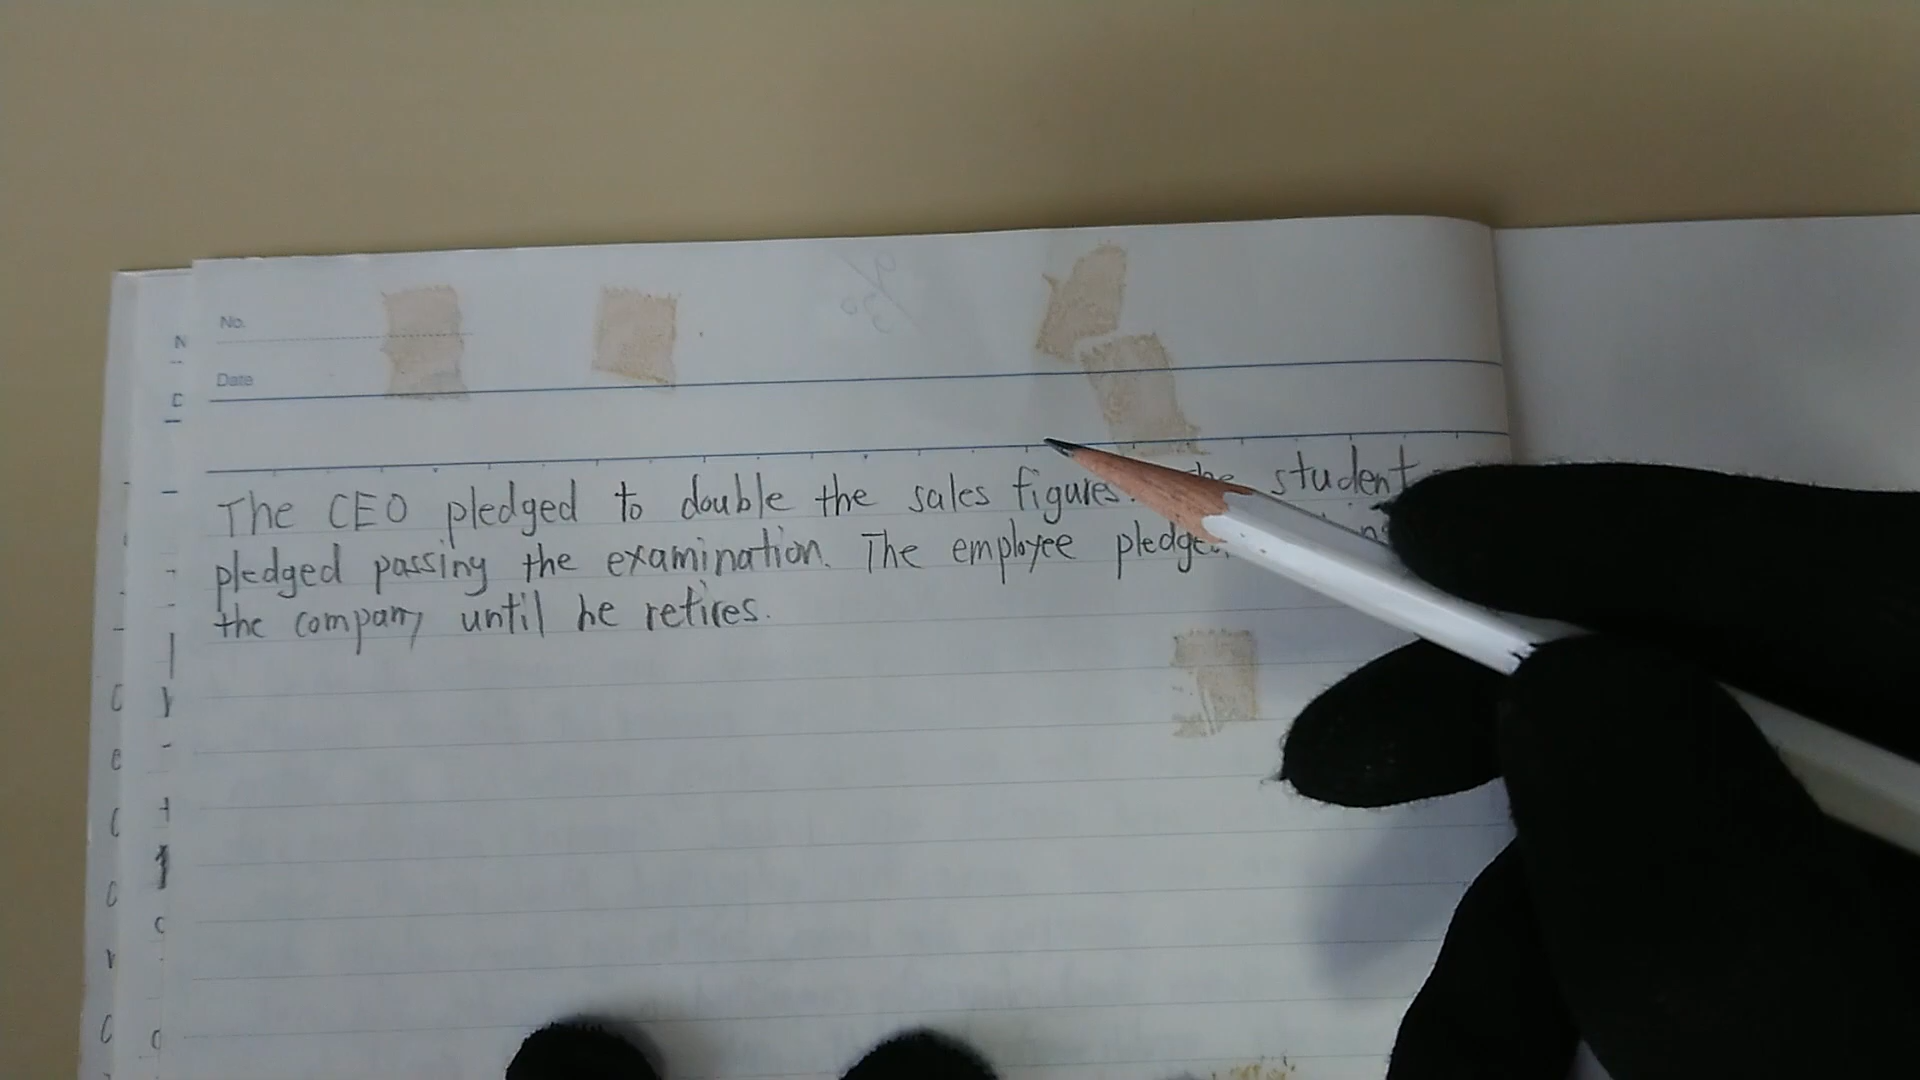 No.
Date
The CEO pledged to double the sales figures. student
pledged passing the examination. The employee
the company until he retires.